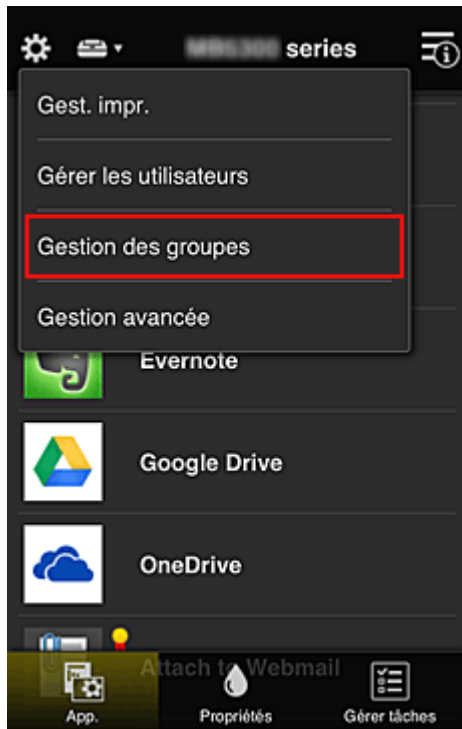 series
Gest. impr.
Gérer les utilisateurs
Gestion des groupes
Gestion avancée
Evernote
Google Drive
OneDrive
Attach to Webmail
App.
Propriétés
Gérer tâches